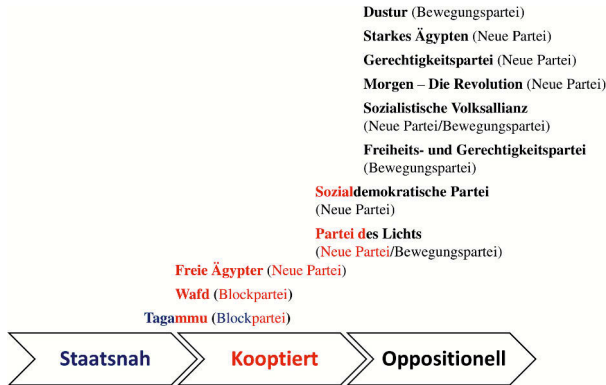 Dustur (Bewegungspartei)
Starkes Ägypten (Neue Partei)
Gerechtigkeitspartei (Neue Partei)
Morgen – Die Revolution (Neue Partei)
Sozialistische Volksallianz
(Neue Partei/Bewegungspartei)
Freiheits- und Gerechtigkeitspartei
(Bewegungspartei)
Sozialdemokratische Partei
(Neue Partei)
Partei des Lichts
(Neue Partei/Bewegungspartei)
Freie Ägypter (Neue Partei)
Wafd (Blockpartei)
Tagammu (Blockpartei)
Staatsnah Kooptiert Oppositionell